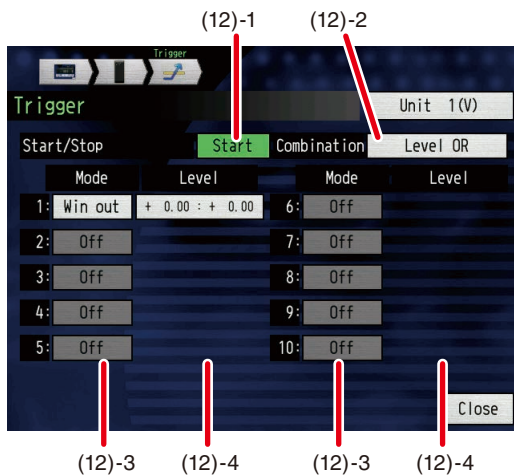 (12)-1 (12)-2
Trigger
Trigger Unit 1(V)
Start/Stop Start Combination Level OR
Mode Level Mode Level
1: Win out + 0.00 : + 0.00 6: Off
2: Off 7: Off
3: Off 8: Off
4: Off 9: Off
5: Off 10: Off
Close
(12)-3 (12)-4 (12)-3 (12)-4